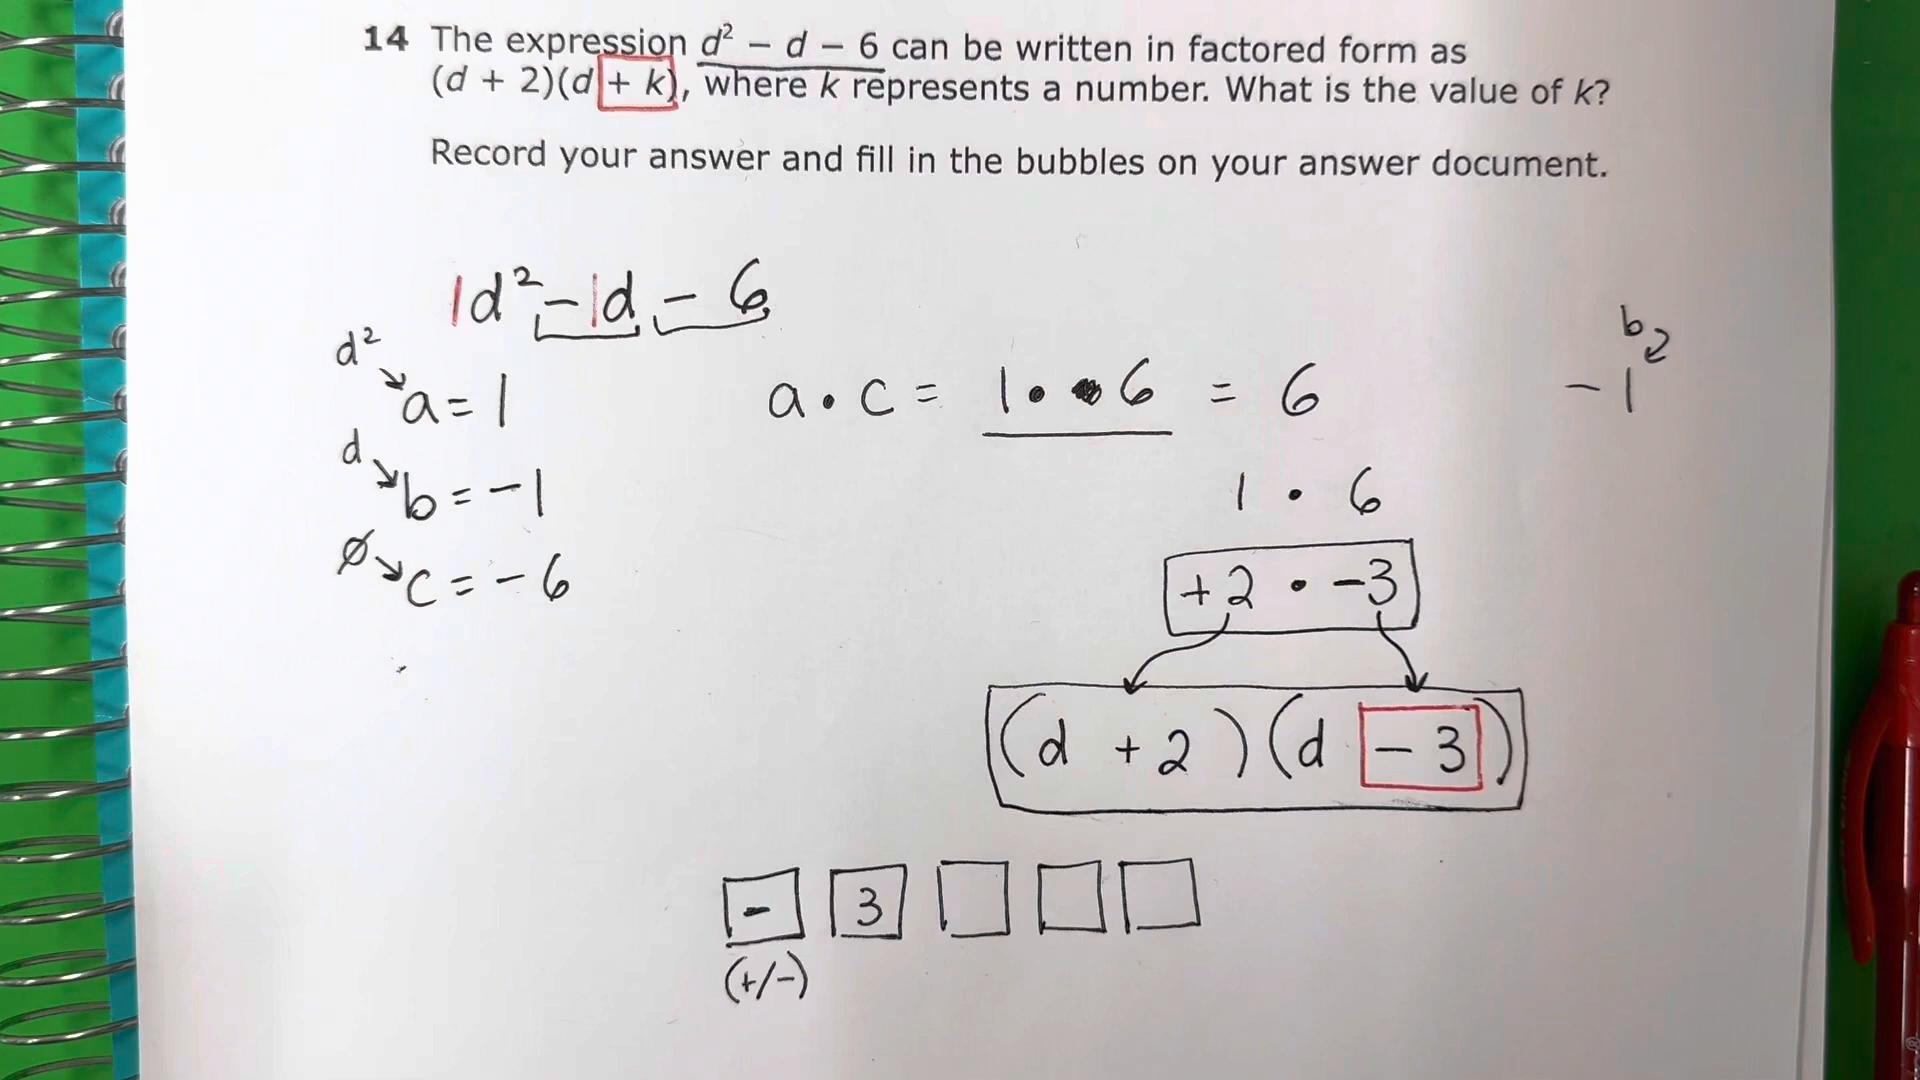 14 The expression d² − d − 6 can be written in factored form as
(d + 2)(d + k), where k represents a number. What is the value of k?
Record your answer and fill in the bubbles on your answer document.
1d² - 1d - 6
d²
a = 1
d
b = -1
∅
c = -6
a • c = 1 • 6 = 6
b
- 1
1 • 6
+2 • -3
(d + 2)(d - 3)
- 3
(+/-)